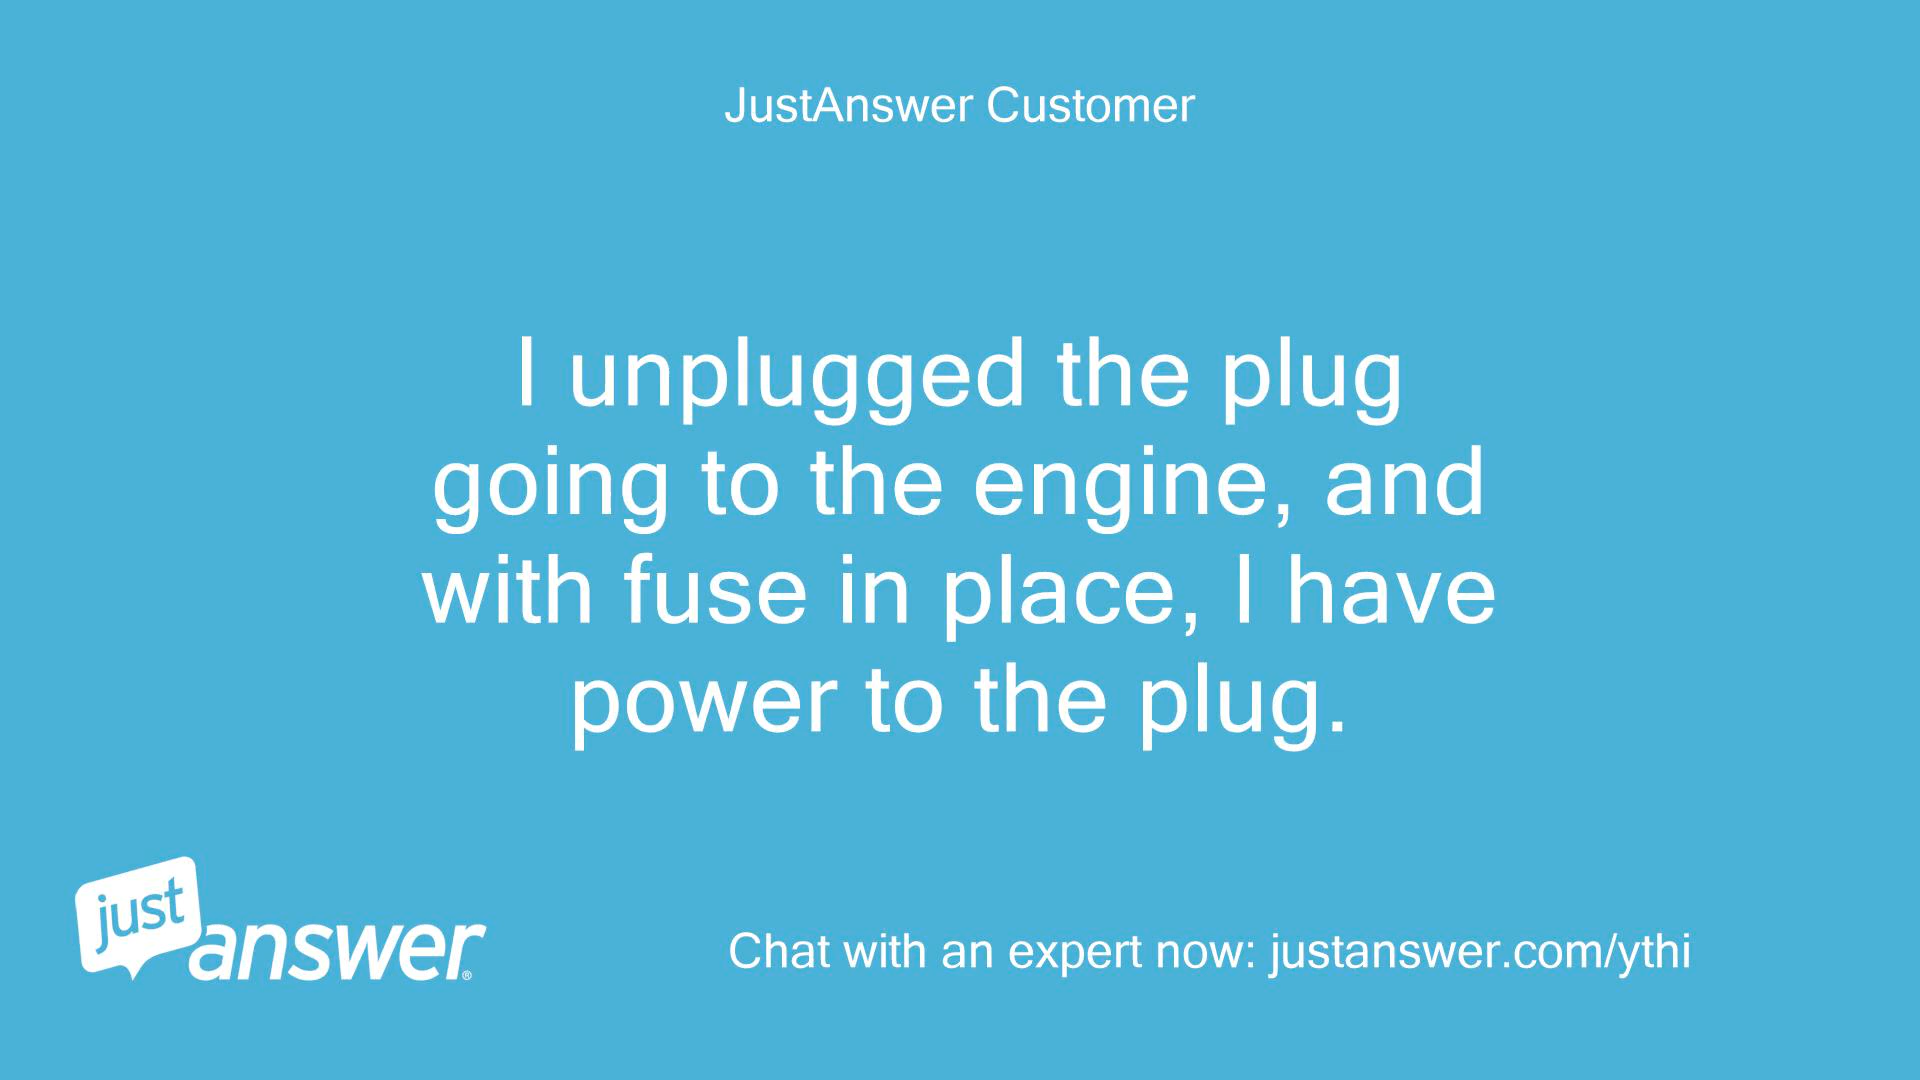 JustAnswer Customer
I unplugged the plug
going to the engine, and
with fuse in place, I have
power to the plug.
just
answer®
Chat with an expert now: justanswer.com/ythi